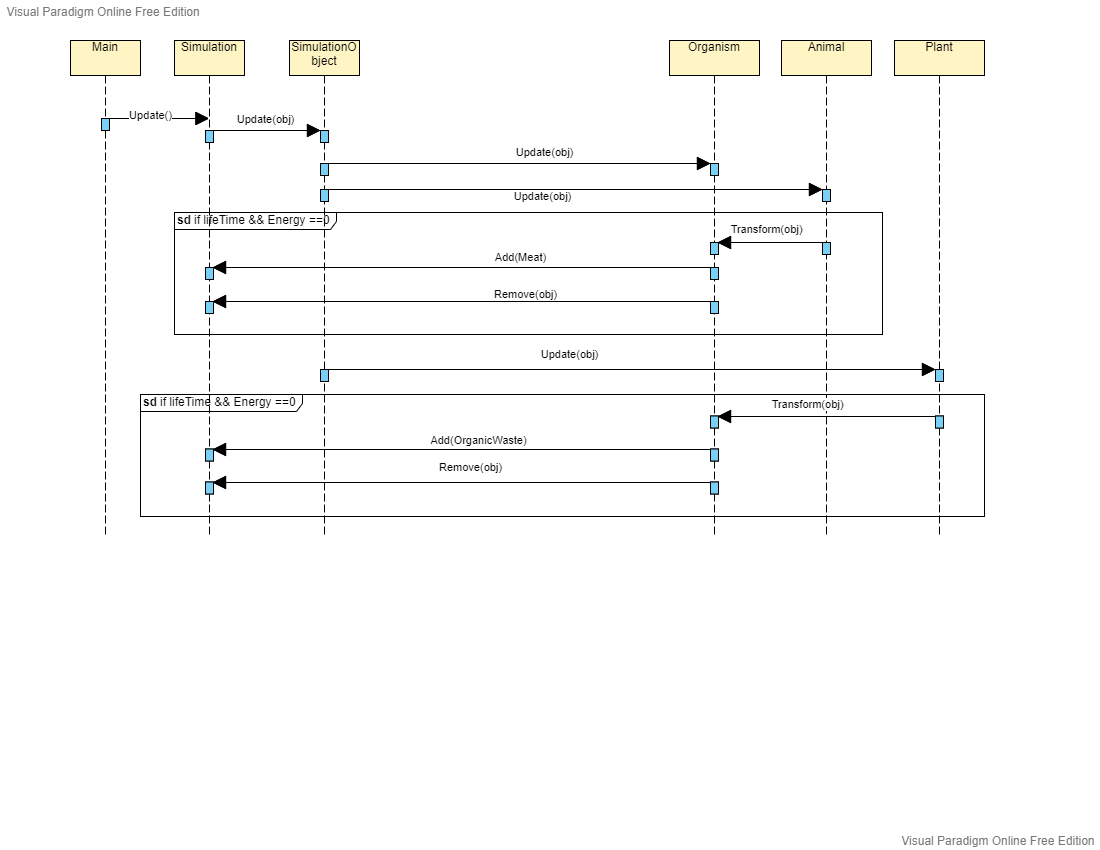 Visual Paradigm Online Free Edition
Main
Simulation
SimulationO
bject
Organism
Animal
Plant
Update()
Update(obj)
Update(obj)
Update(obj)
sd if lifeTime && Energy ==0
Transform(obj)
Add(Meat)
Remove(obj)
Update(obj)
sd if lifeTime && Energy ==0
Transform(obj)
Add(OrganicWaste)
Remove(obj)
Visual Paradigm Online Free Edition